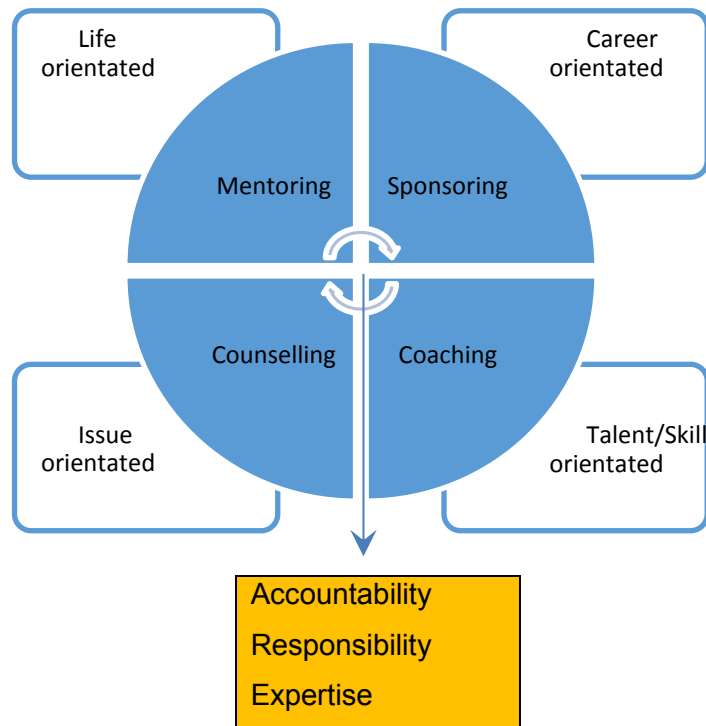 Life
orientated
Career
orientated
Mentoring
Sponsoring
Counselling
Coaching
Issue
orientated
Talent/Skill
orientated
Accountability
Responsibility
Expertise